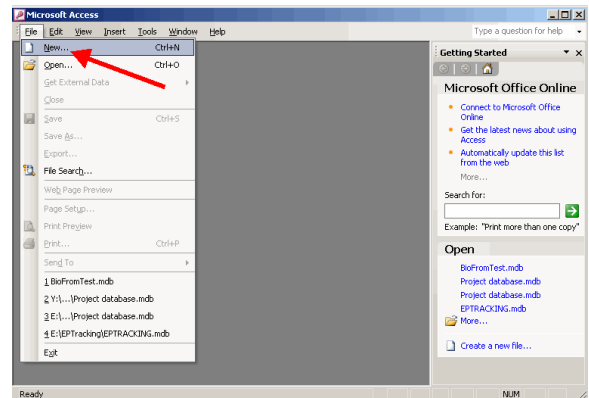 Microsoft Access
File Edit View Insert Tools Window Help
Type a question for help
New... Ctrl+N
Open... Ctrl+O
Get External Data
Close
Save Ctrl+S
Save As...
Export...
File Search...
Web Page Preview
Page Setup...
Print Preview
Print... Ctrl+P
Send To
1 BioFromTest.mdb
2 Y:\...\Project database.mdb
3 E:\...\Project database.mdb
4 E:\EPTracking\EPTRACKING.mdb
Exit
Getting Started
Microsoft Office Online
Connect to Microsoft Office
Online
Get the latest news about using
Access
Automatically update this list
from the web
More...
Search for:
Example: "Print more than one copy"
Open
BioFromTest.mdb
Project database.mdb
Project database.mdb
EPTRACKING.mdb
More...
Create a new file...
Ready
NUM